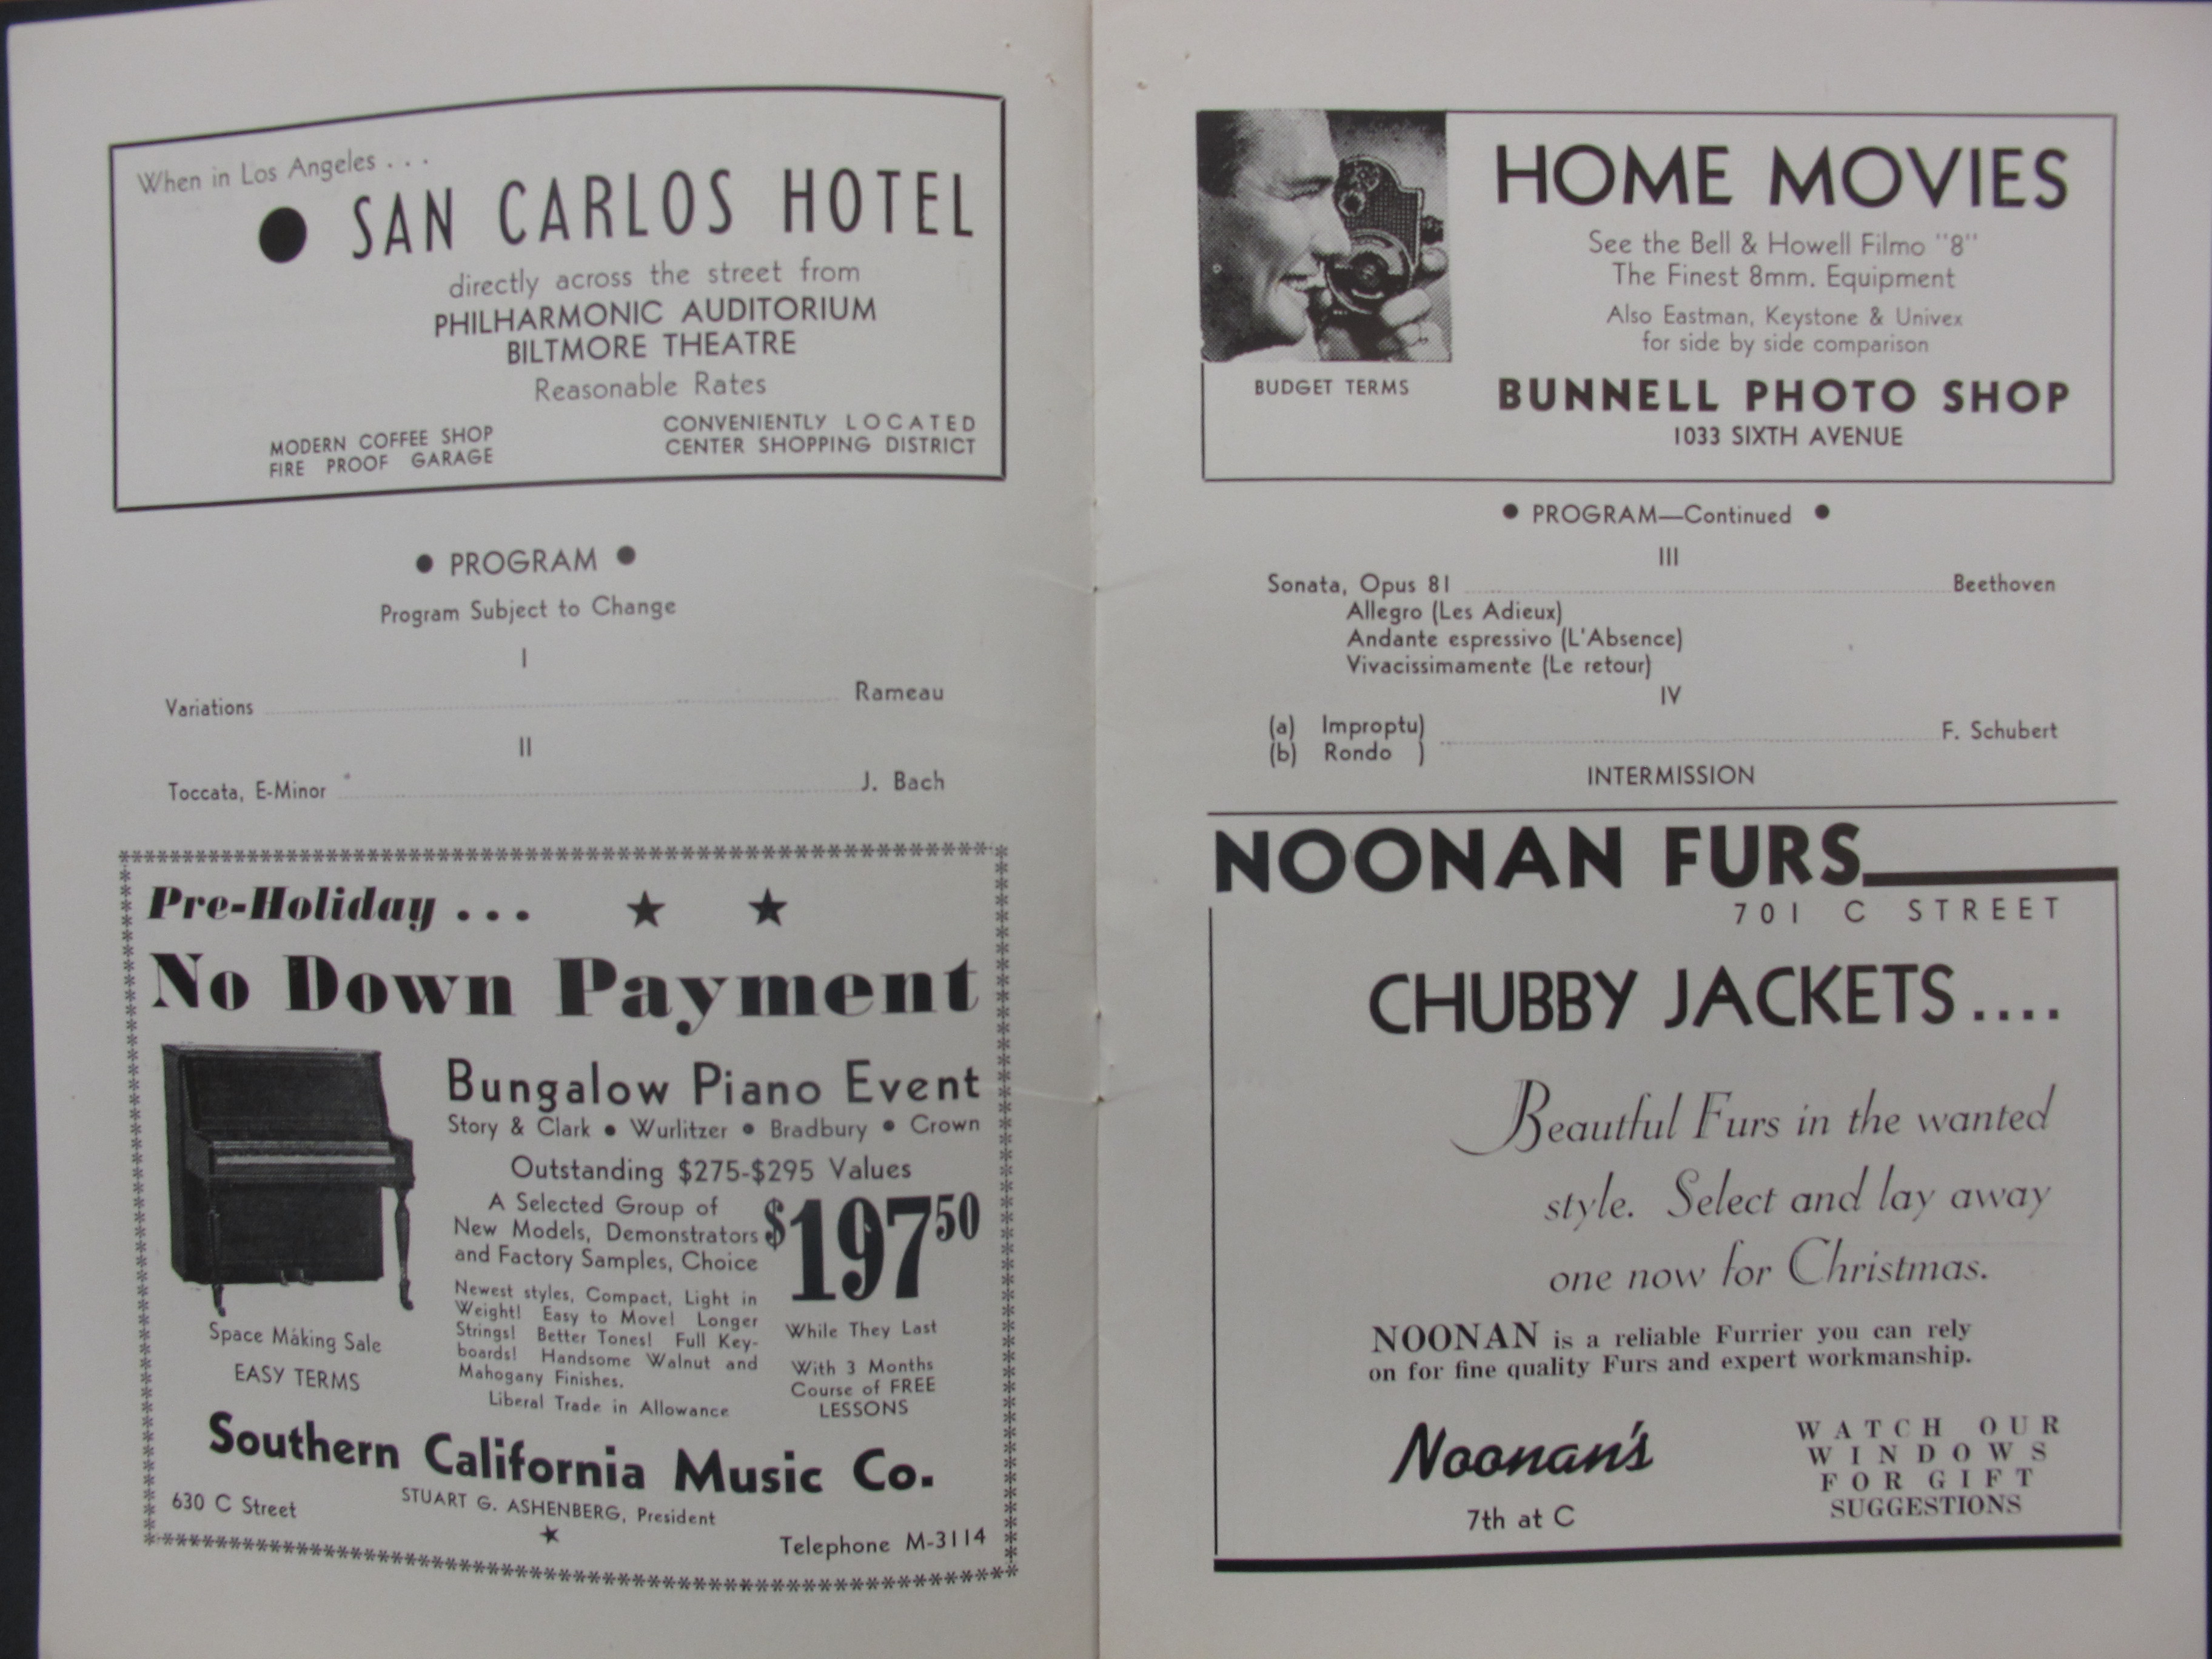 When in Los Angeles . . .
● SAN CARLOS HOTEL
directly across the street from
PHILHARMONIC AUDITORIUM
BILTMORE THEATRE
Reasonable Rates
MODERN COFFEE SHOP
FIRE PROOF GARAGE
CONVENIENTLY LOCATED
CENTER SHOPPING DISTRICT
● PROGRAM ●
Program Subject to Change
I
Variations Rameau
II
Toccata, E-Minor J. Bach
Pre-Holiday . . . ★ ★
No Down Payment
Bungalow Piano Event
Story & Clark ● Wurlitzer ● Bradbury ● Crown
Outstanding $275-$295 Values
A Selected Group of
New Models, Demonstrators
and Factory Samples, Choice
$197 50
Newest styles, Compact, Light in
Weight! Easy to Move! Longer
Strings! Better Tones! Full Key-
boards! Handsome Walnut and
Mahogany Finishes.
Liberal Trade in Allowance
While They Last
With 3 Months
Course of FREE
LESSONS
Space Making Sale
EASY TERMS
Southern California Music Co.
630 C Street
STUART G. ASHENBERG, President
★
Telephone M-3114
HOME MOVIES
See the Bell & Howell Filmo "8"
The Finest 8mm. Equipment
Also Eastman, Keystone & Univex
for side by side comparison
BUDGET TERMS
BUNNELL PHOTO SHOP
1033 SIXTH AVENUE
● PROGRAM—Continued ●
III
Sonata, Opus 81 Beethoven
Allegro (Les Adieux)
Andante espressivo (L'Absence)
Vivacissimamente (Le retour)
IV
(a) Improptu)
(b) Rondo ) F. Schubert
INTERMISSION
NOONAN FURS
701 C STREET
CHUBBY JACKETS ....
Beautful Furs in the wanted
style. Select and lay away
one now for Christmas.
NOONAN is a reliable Furrier you can rely
on for fine quality Furs and expert workmanship.
Noonan's
7th at C
WATCH OUR
WINDOWS
FOR GIFT
SUGGESTIONS